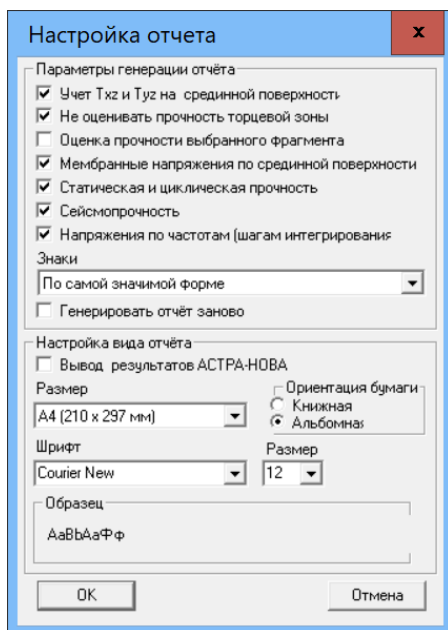 Настройка отчета
x
Параметры генерации отчёта
Учет Txz и Tyz на срединной поверхності
Не оценивать прочность торцевой зоны
Оценка прочности выбранного фрагмента
Мембранные напряжения по срединной поверхности
Статическая и циклическая прочность
Сейсмопрочность
Напряжения по частотам (шагам интегрирования
Знаки
По самой значимой форме
Генерировать отчёт заново
Настройка вида отчёта
Вывод результатов АСТРА-НОВА
Размер
A4 (210 x 297 мм)
Ориентация бумаги
Книжная
Альбомная
Шрифт
Courier New
Размер
12
Образец
АаВbАаФф
OK
Отмена